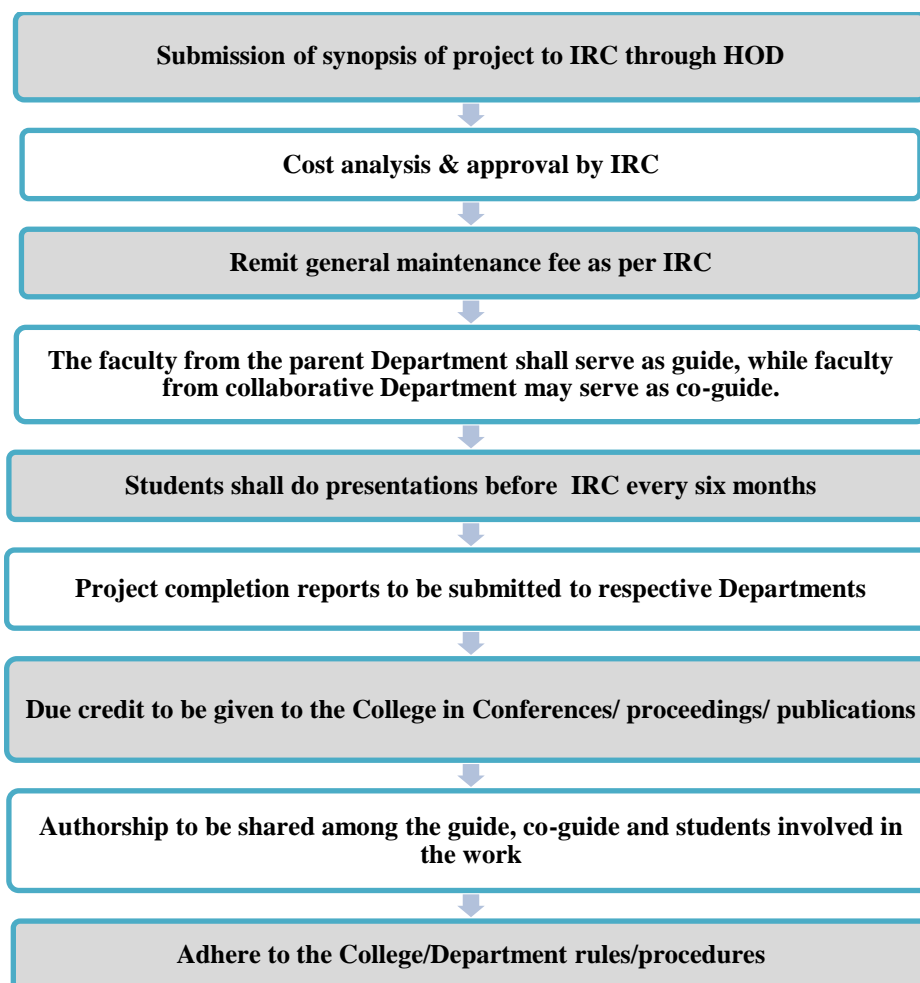 Submission of synopsis of project to IRC through HOD
Cost analysis & approval by IRC
Remit general maintenance fee as per IRC
The faculty from the parent Department shall serve as guide, while faculty
from collaborative Department may serve as co-guide.
Students shall do presentations before IRC every six months
Project completion reports to be submitted to respective Departments
Due credit to be given to the College in Conferences/ proceedings/ publications
Authorship to be shared among the guide, co-guide and students involved in
the work
Adhere to the College/Department rules/procedures